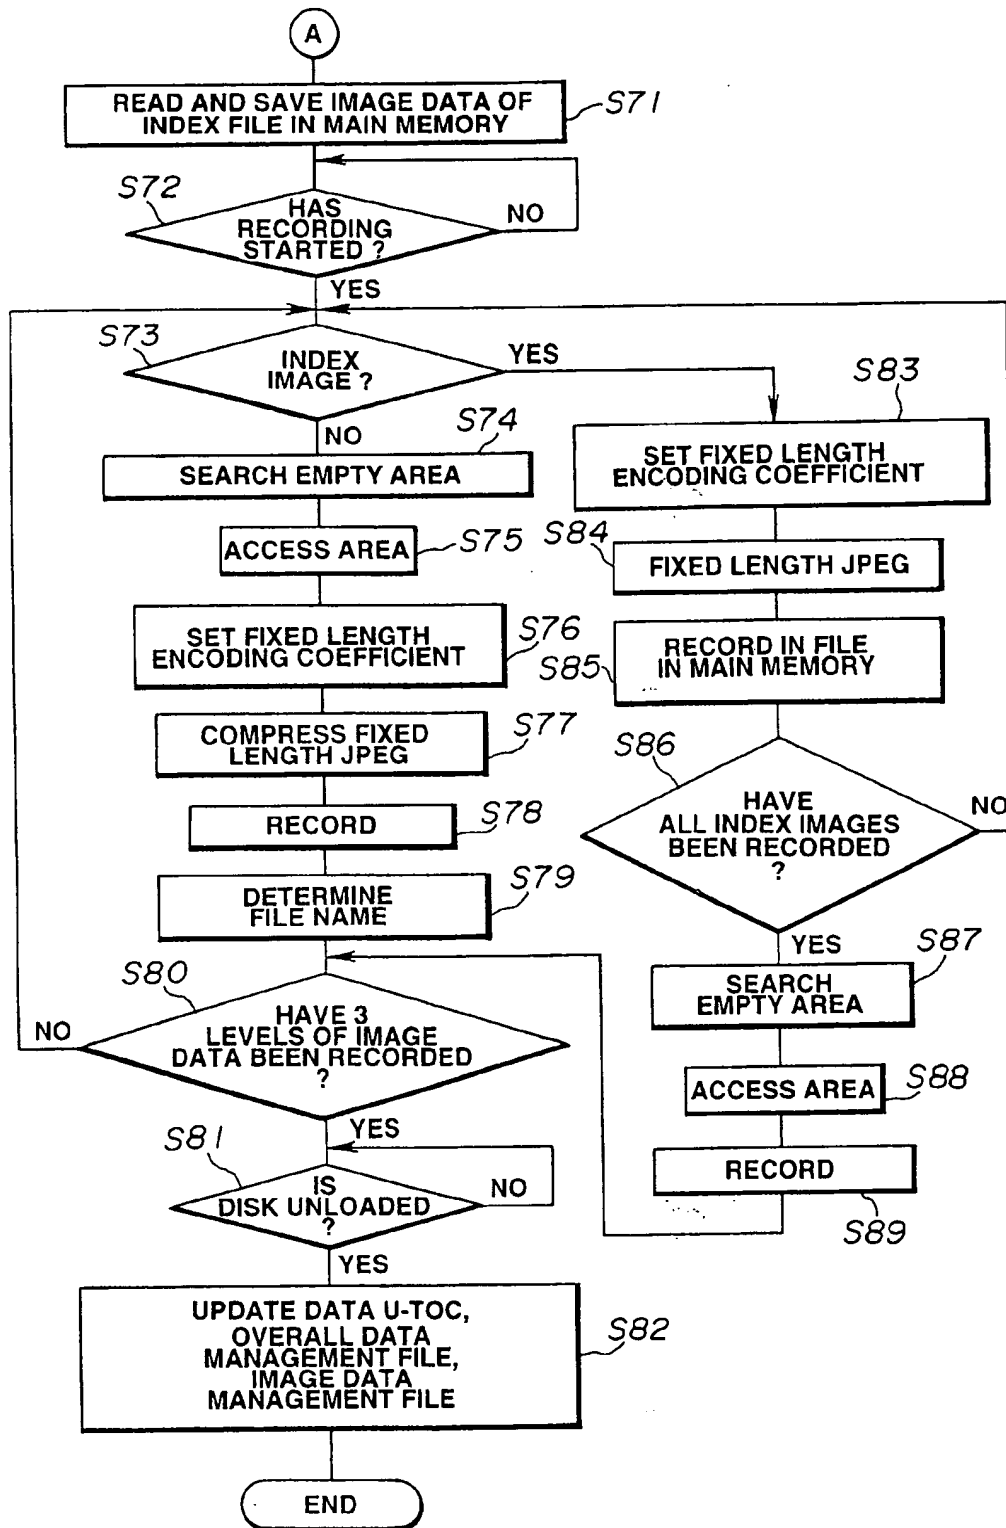 A
READ AND SAVE IMAGE DATA OF
INDEX FILE IN MAIN MEMORY
S71
S72
HAS
RECORDING
STARTED ?
NO
YES
S73
INDEX
IMAGE ?
YES
NO
S74
SEARCH EMPTY AREA
ACCESS AREA
S75
SET FIXED LENGTH
ENCODING COEFFICIENT
S76
COMPRESS FIXED
LENGTH JPEG
S77
RECORD
S78
DETERMINE
FILE NAME
S79
S80
HAVE 3
LEVELS OF IMAGE
DATA BEEN RECORDED
?
NO
YES
S81
IS
DISK UNLOADED
?
NO
YES
UPDATE DATA U-TOC,
OVERALL DATA
MANAGEMENT FILE,
IMAGE DATA
MANAGEMENT FILE
S82
END
S83
SET FIXED LENGTH
ENCODING COEFFICIENT
S84
FIXED LENGTH JPEG
RECORD IN FILE
IN MAIN MEMORY
S85
S86
HAVE
ALL INDEX IMAGES
BEEN RECORDED
?
NO
YES
S87
SEARCH
EMPTY AREA
ACCESS AREA
S88
RECORD
S89